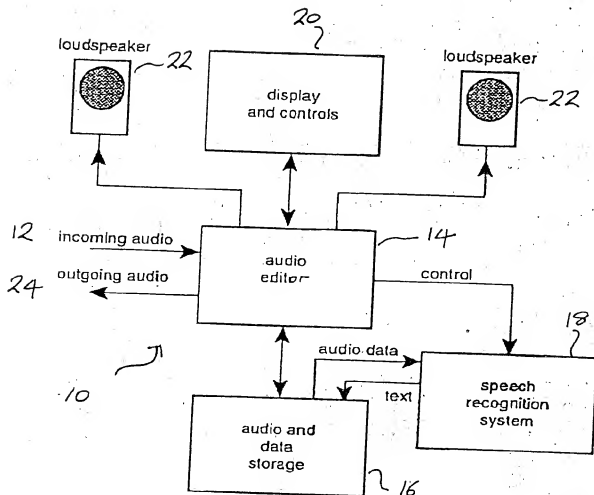 20
loudspeaker
22
display
and controls
loudspeaker
22
12
incoming audio
24
outgoing audio
audio
editor
14
control
10
audio data
text
18
speech
recognition
system
audio and
data
storage
16